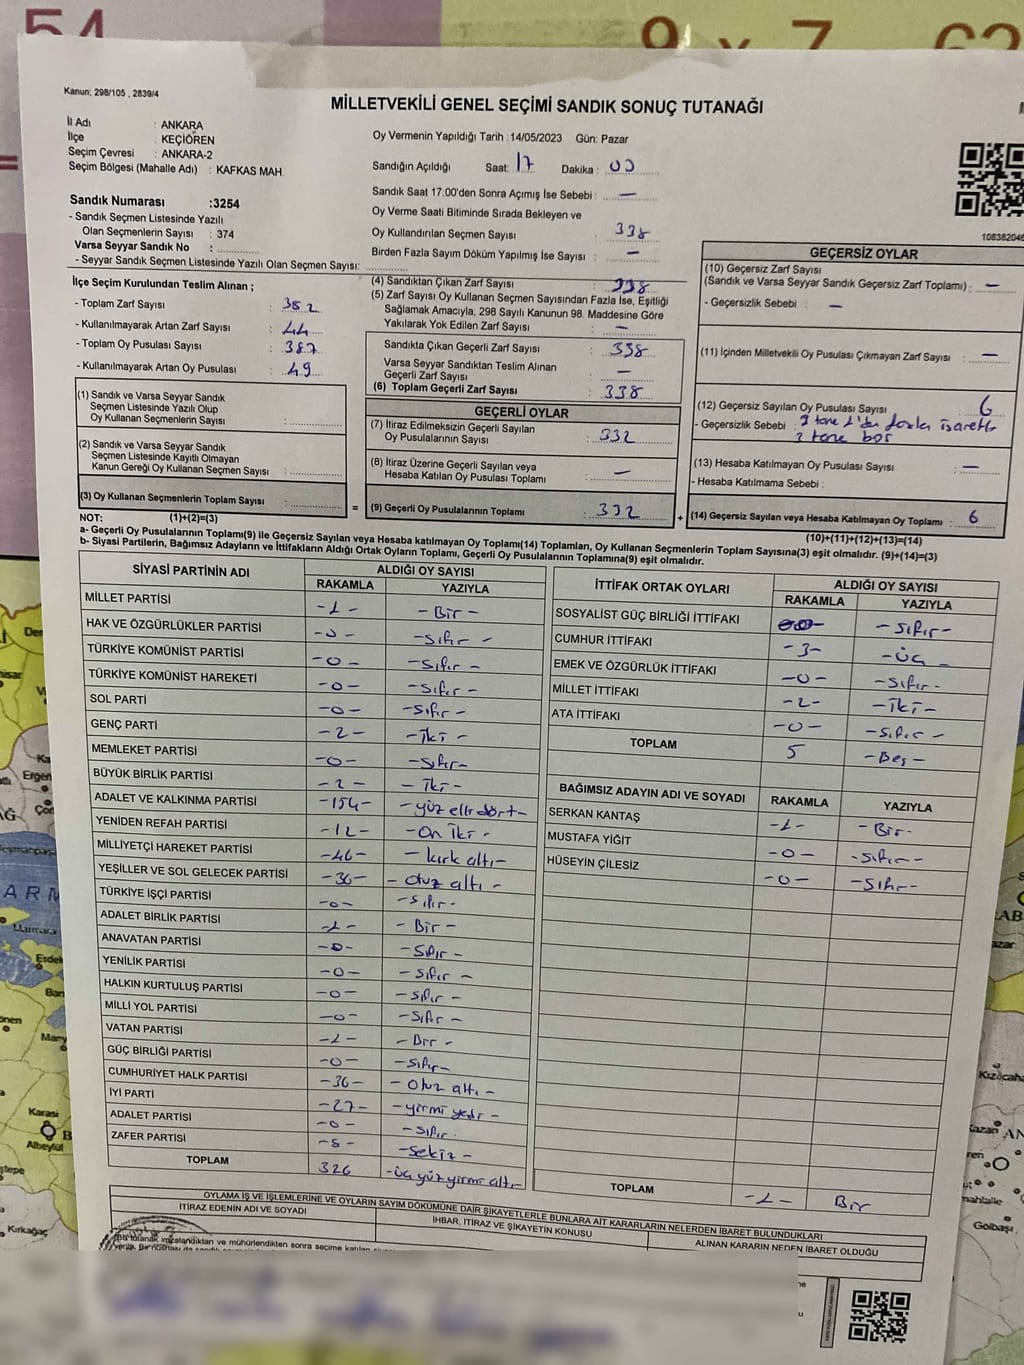 54
9 x 7
63
Kanun: 298/105 , 2839/4
MİLLETVEKİLİ GENEL SEÇİMİ SANDIK SONUÇ TUTANAĞI
İl Adı : ANKARA
İlçe : KEÇİÖREN
Seçim Çevresi : ANKARA-2
Seçim Bölgesi (Mahalle Adı) : KAFKAS MAH.
Oy Vermenin Yapıldığı Tarih : 14/05/2023 Gün: Pazar
Sandığın Açıldığı Saat: 17 Dakika : 00
Sandık Saat 17:00'den Sonra Açımış İse Sebebi : —
Oy Verme Saati Bitiminde Sırada Bekleyen ve
Oy Kullandırılan Seçmen Sayısı 338
Birden Fazla Sayım Döküm Yapılmış İse Sayısı : —
Sandık Numarası :3254
- Sandık Seçmen Listesinde Yazılı
Olan Seçmenlerin Sayısı : 374
Varsa Seyyar Sandık No :
- Seyyar Sandık Seçmen Listesinde Yazılı Olan Seçmen Sayısı:
İlçe Seçim Kurulundan Teslim Alınan ;
- Toplam Zarf Sayısı : 382
- Kullanılmayarak Artan Zarf Sayısı : 44
- Toplam Oy Pusulası Sayısı : 387
- Kullanılmayarak Artan Oy Pusulası : 49
(4) Sandıktan Çıkan Zarf Sayısı : 338
(5) Zarf Sayısı Oy Kullanan Seçmen Sayısından Fazla İse, Eşitliği
Sağlamak Amacıyla, 298 Sayılı Kanunun 98. Maddesine Göre
Yakılarak Yok Edilen Zarf Sayısı : —
Sandıkta Çıkan Geçerli Zarf Sayısı : 338
Varsa Seyyar Sandıktan Teslim Alınan
Geçerli Zarf Sayısı : —
(6) Toplam Geçerli Zarf Sayısı : 338
(1) Sandık ve Varsa Seyyar Sandık
Seçmen Listesinde Yazılı Olup
Oy Kullanan Seçmenlerin Sayısı :
(2) Sandık ve Varsa Seyyar Sandık
Seçmen Listesinde Kayıtlı Olmayan
Kanun Gereği Oy Kullanan Seçmen Sayısı :
(3) Oy Kullanan Seçmenlerin Toplam Sayısı :
(1)+(2)=(3)
=
GEÇERLİ OYLAR
(7) İtiraz Edilmeksizin Geçerli Sayılan
Oy Pusulalarının Sayısı : 332
(8) İtiraz Üzerine Geçerli Sayılan veya
Hesaba Katılan Oy Pusulası Toplamı : —
(9) Geçerli Oy Pusulalarının Toplamı : 332
+
108382046
GEÇERSİZ OYLAR
(10) Geçersiz Zarf Sayısı
(Sandık ve Varsa Seyyar Sandık Geçersiz Zarf Toplamı) : —
- Geçersizlik Sebebi : —
(11) İçinden Milletvekili Oy Pusulası Çıkmayan Zarf Sayısı : —
(12) Geçersiz Sayılan Oy Pusulası Sayısı : 6
- Geçersizlik Sebebi : 3 tane 1'den fazla işaretli
3 tane boş
(13) Hesaba Katılmayan Oy Pusulası Sayısı : —
- Hesaba Katılmama Sebebi :
(14) Geçersiz Sayılan veya Hesaba Katılmayan Oy Toplamı : 6
(10)+(11)+(12)+(13)=(14)
NOT:
a- Geçerli Oy Pusulaları Toplamı(9) ile Geçersiz Sayılan veya Hesaba katılmayan Oy Toplamı(14) Toplamları, Oy Kullanan Seçmenlerin Toplam Sayısına(3) eşit olmalıdır. (9)+(14)=(3)
b- Siyasi Partilerin, Bağımsız Adayların ve İttifakların Aldığı Ortak Oyların Toplamı, Geçerli Oy Pusulalarının Toplamına(9) eşit olmalıdır.
SİYASİ PARTİNİN ADI
ALDIĞI OY SAYISI
RAKAMLA YAZIYLA
MİLLET PARTİSİ -1- -Bir-
HAK VE ÖZGÜRLÜKLER PARTİSİ -0- -Sıfır-
TÜRKİYE KOMÜNİST PARTİSİ -0- -Sıfır-
TÜRKİYE KOMÜNİST HAREKETİ -0- -Sıfır-
SOL PARTİ -0- -Sıfır-
GENÇ PARTİ -2- -İki-
MEMLEKET PARTİSİ -0- -Sıfır-
BÜYÜK BİRLİK PARTİSİ -2- -İki-
ADALET VE KALKINMA PARTİSİ -154- -yüz elli dört-
YENİDEN REFAH PARTİSİ -12- -On İki-
MİLLİYETÇİ HAREKET PARTİSİ -46- -kırk altı-
YEŞİLLER VE SOL GELECEK PARTİSİ -36- -Otuz altı-
TÜRKİYE İŞÇİ PARTİSİ -0- -Sıfır-
ADALET BİRLİK PARTİSİ -1- -Bir-
ANAVATAN PARTİSİ -0- -Sıfır-
YENİLİK PARTİSİ -0- -Sıfır-
HALKIN KURTULUŞ PARTİSİ -0- -Sıfır-
MİLLİ YOL PARTİSİ -0- -Sıfır-
VATAN PARTİSİ -1- -Bir-
GÜÇ BİRLİĞİ PARTİSİ -0- -Sıfır-
CUMHURİYET HALK PARTİSİ -36- -Otuz altı-
İYİ PARTİ -27- -yirmi yedi-
ADALET PARTİSİ -0- -Sıfır-
ZAFER PARTİSİ -8- -Sekiz-
TOPLAM 326 -üç yüz yirmi altı-
İTTİFAK ORTAK OYLARI
ALDIĞI OY SAYISI
RAKAMLA YAZIYLA
SOSYALİST GÜÇ BİRLİĞİ İTTİFAKI -0- -Sıfır-
CUMHUR İTTİFAKI -3- -Üç-
EMEK VE ÖZGÜRLÜK İTTİFAKI -0- -Sıfır-
MİLLET İTTİFAKI -2- -İki-
ATA İTTİFAKI -0- -Sıfır-
TOPLAM 5 -Beş-
BAĞIMSIZ ADAYIN ADI VE SOYADI RAKAMLA YAZIYLA
SERKAN KANTAŞ -1- -Bir-
MUSTAFA YİĞİT -0- -Sıfır-
HÜSEYİN ÇİLESİZ -0- -Sıfır-
TOPLAM -1- Bir
OYLAMA İŞ VE İŞLEMLERİNE VE OYLARIN SAYIM DÖKÜMÜNE DAİR ŞİKAYETLERLE BUNLARA AİT KARARLARIN NELERDEN İBARET BULUNDUKLARI
İTİRAZ EDENİN ADI VE SOYADI
İHBAR, İTİRAZ VE ŞİKAYETİN KONUSU
ALINAN KARARIN NEDEN İBARET OLDUĞU
Karasi
Kırkağaç
Gölbaşı